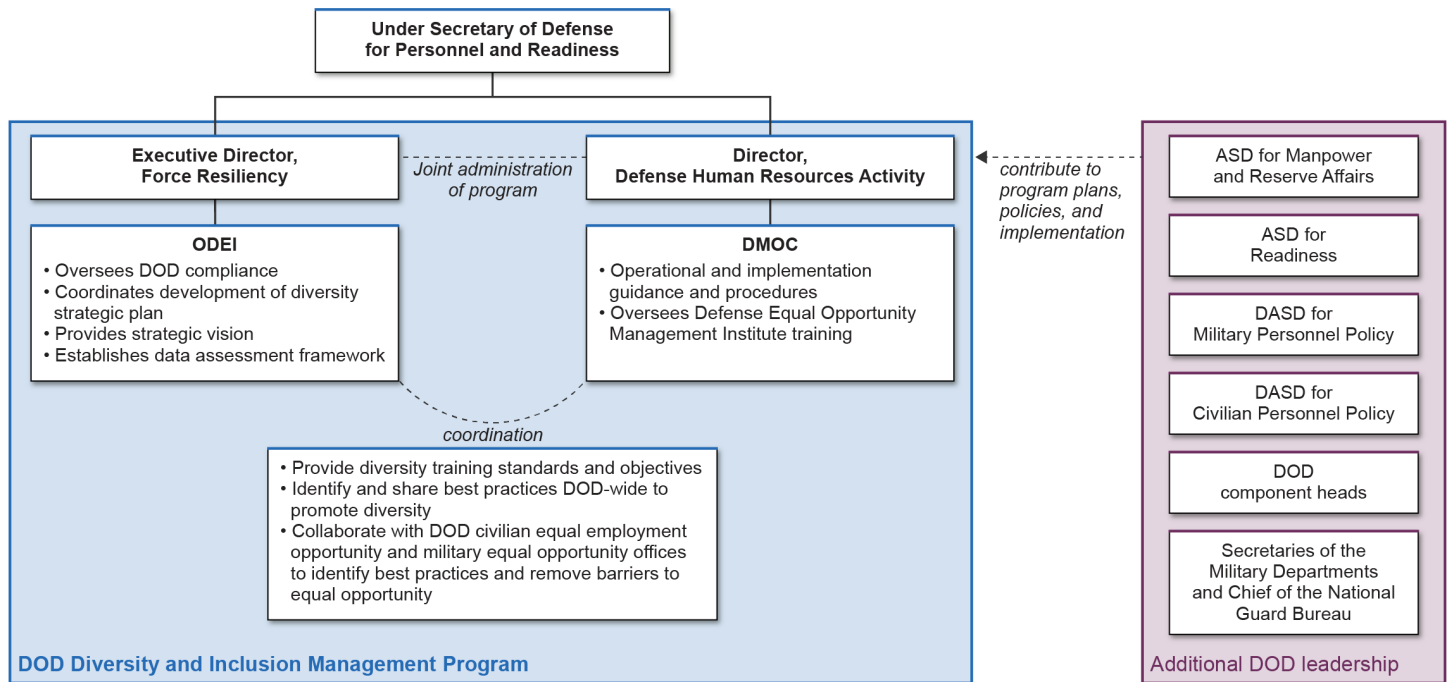 Under Secretary of Defense
for Personnel and Readiness
Executive Director,
Force Resiliency
Joint administration
of program
Director,
Defense Human Resources Activity
ODEI
• Oversees DOD compliance
• Coordinates development of diversity
strategic plan
• Provides strategic vision
• Establishes data assessment framework
DMOC
• Operational and implementation
guidance and procedures
• Oversees Defense Equal Opportunity
Management Institute training
coordination
• Provide diversity training standards and objectives
• Identify and share best practices DOD-wide to
promote diversity
• Collaborate with DOD civilian equal employment
opportunity and military equal opportunity offices
to identify best practices and remove barriers to
equal opportunity
DOD Diversity and Inclusion Management Program
contribute to
program plans,
policies, and
implementation
ASD for Manpower
and Reserve Affairs
ASD for
Readiness
DASD for
Military Personnel Policy
DASD for
Civilian Personnel Policy
DOD
component heads
Secretaries of the
Military Departments
and Chief of the National
Guard Bureau
Additional DOD leadership